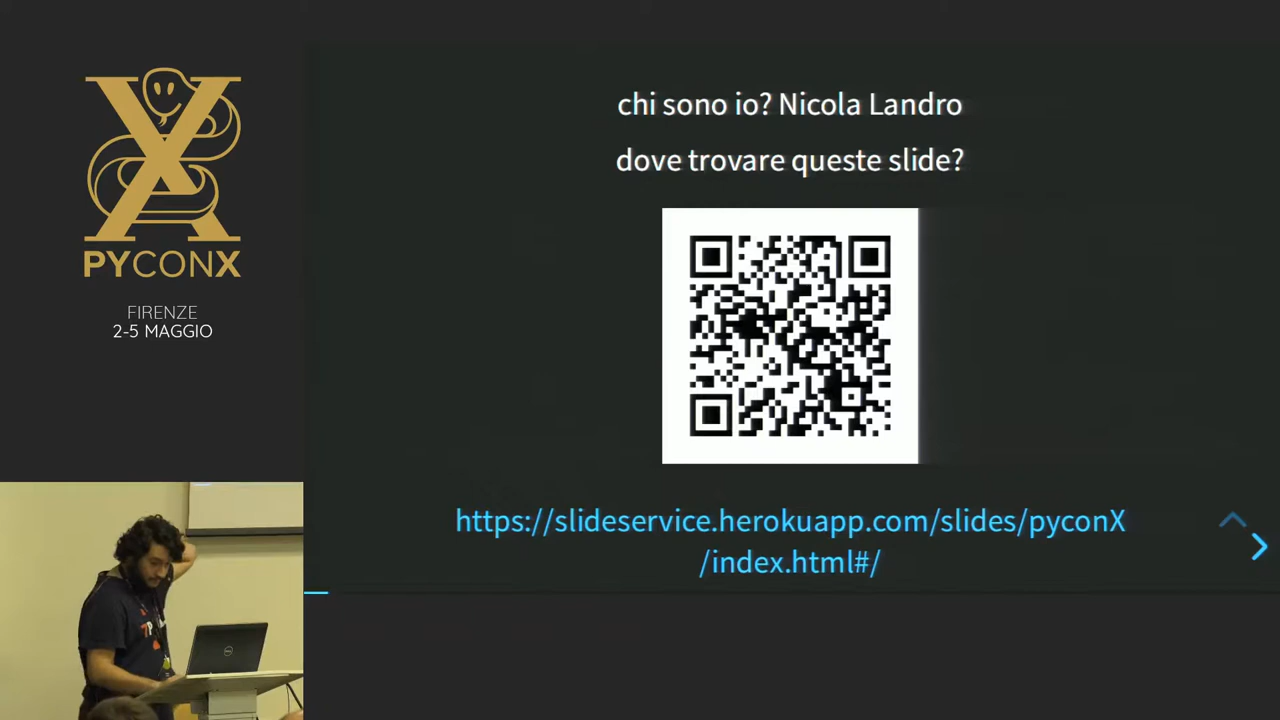 PYCONX
FIRENZE
2-5 MAGGIO
chi sono io? Nicola Landro
dove trovare queste slide?
https://slideservice.herokuapp.com/slides/pyconX
/index.html#/